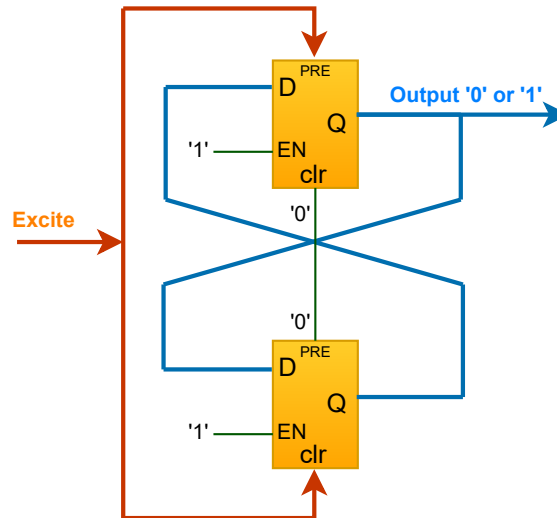 PRE
D
Output '0' or '1'
Q
'1'
EN
clr
'0'
Excite
'0'
PRE
D
Q
'1'
EN
clr